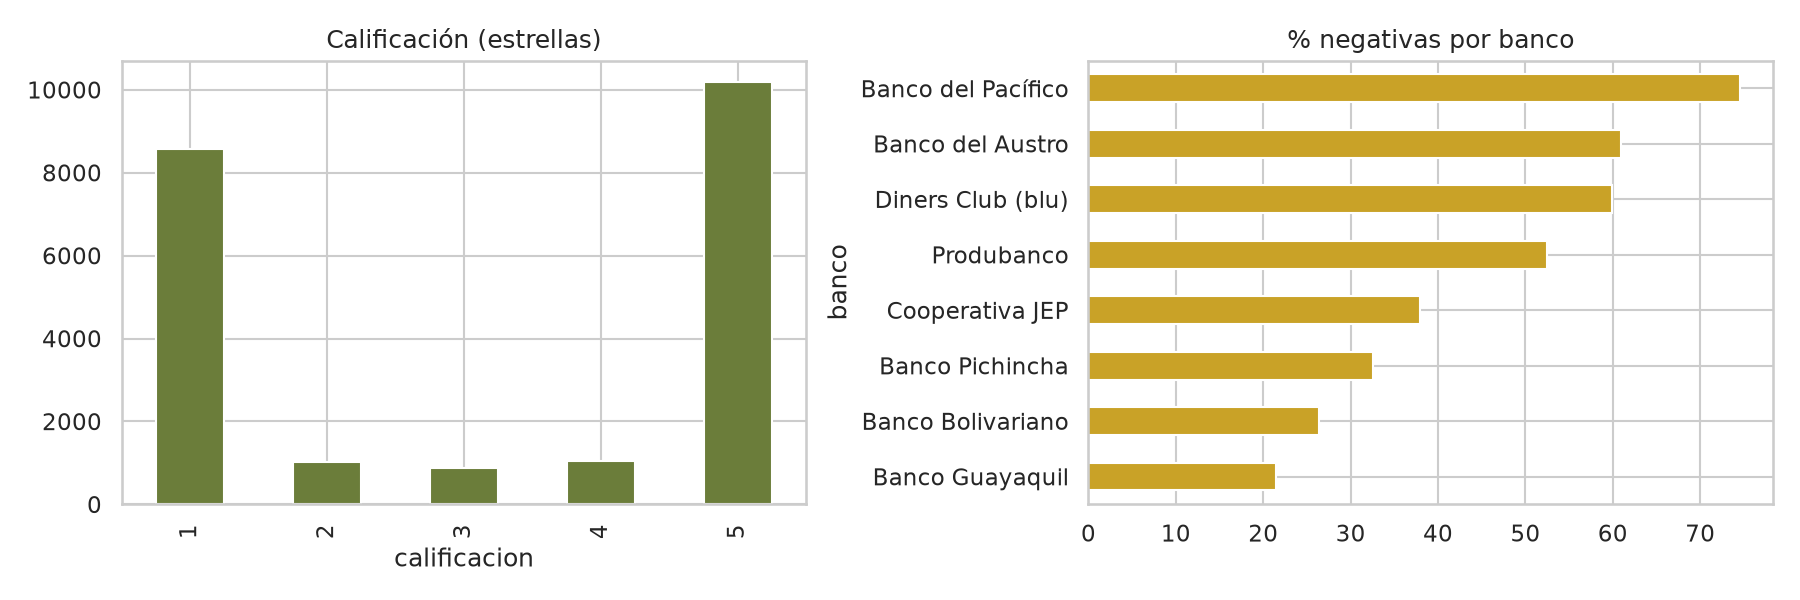 Calificación (estrellas)
10000
8000
6000
4000
2000
0
1
2
3
4
5
calificacion
% negativas por banco
banco
Banco del Pacífico
Banco del Austro
Diners Club (blu)
Produbanco
Cooperativa JEP
Banco Pichincha
Banco Bolivariano
Banco Guayaquil
0 10 20 30 40 50 60 70